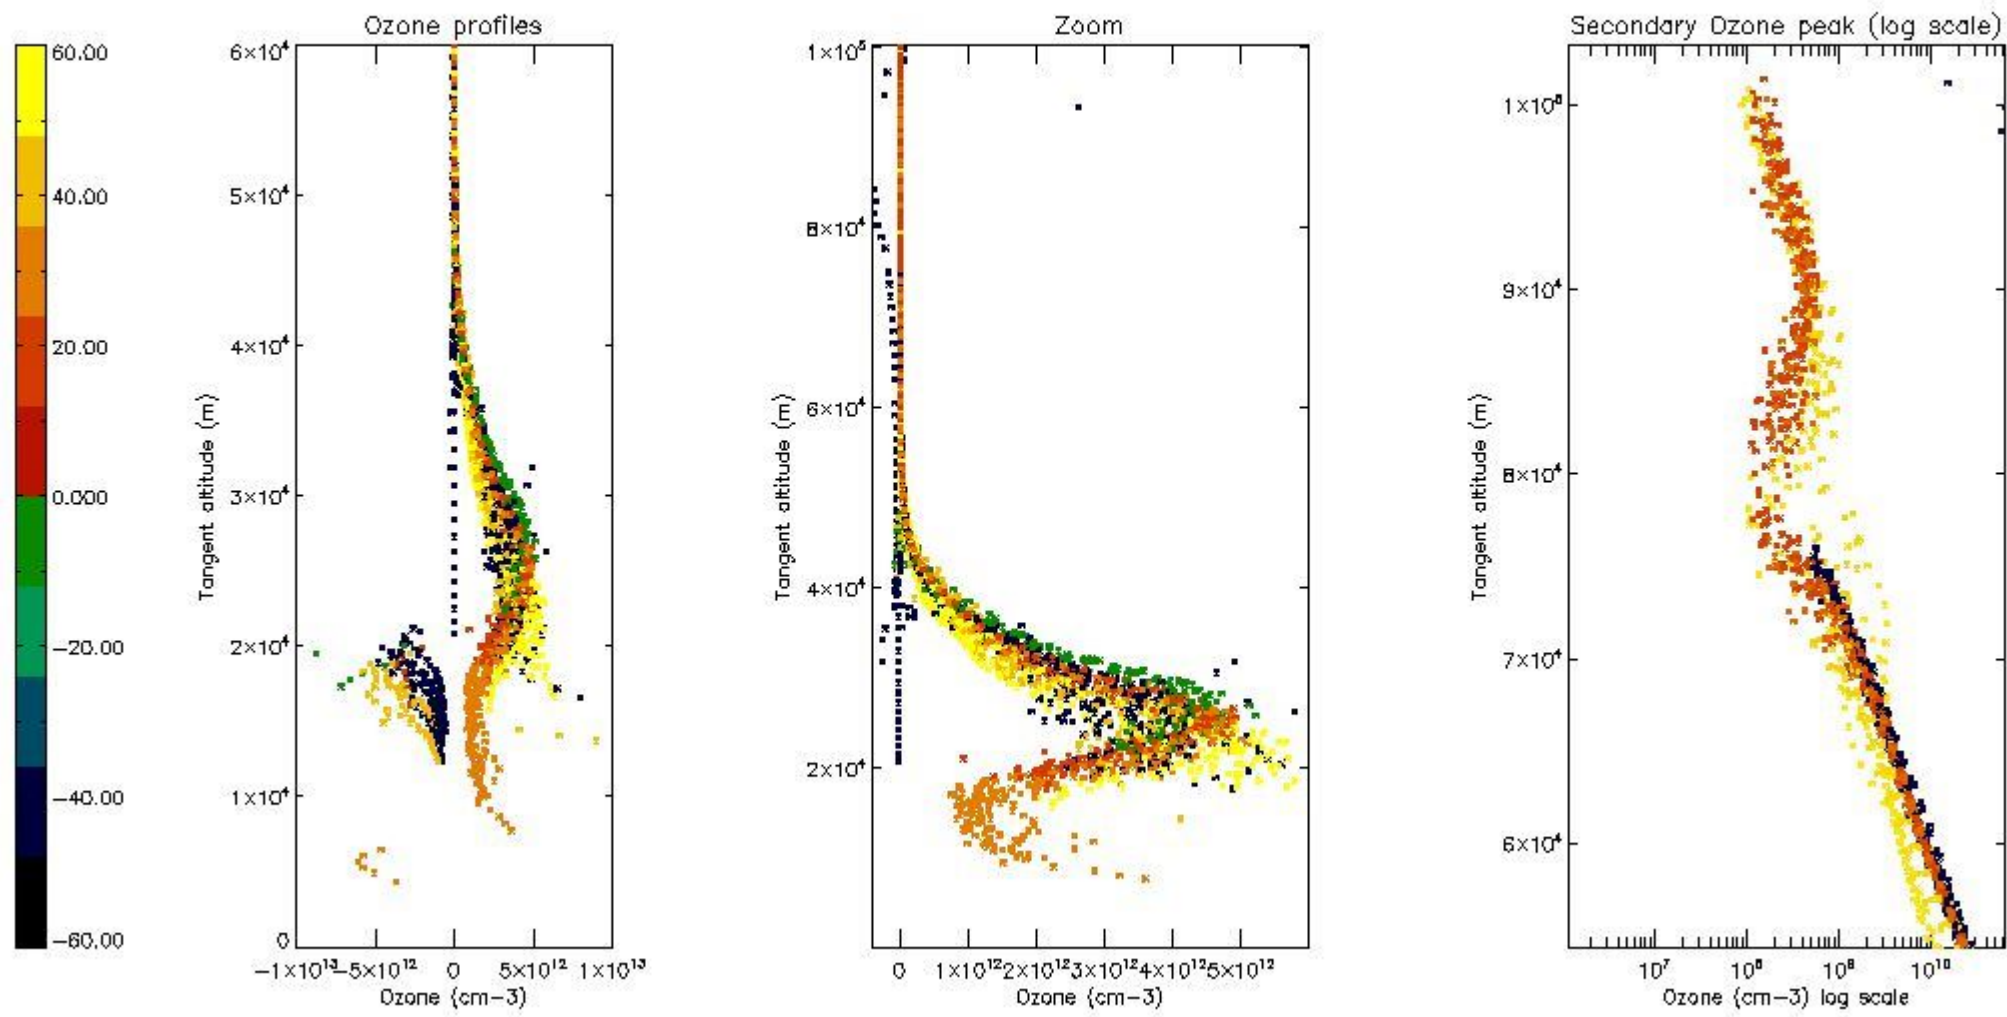 Ozone profiles
Zoom
Secondary Ozone peak (log scale)
60.00
40.00
20.00
0.000
-20.00
-40.00
-60.00
6×10⁴
5×10⁴
4×10⁴
3×10⁴
2×10⁴
1×10⁴
0
Tangent altitude (m)
-1×10¹³ -5×10¹² 0 5×10¹² 1×10¹³
Ozone (cm-3)
1×10⁵
8×10⁴
6×10⁴
4×10⁴
2×10⁴
Tangent altitude (m)
0 1×10¹² 2×10¹² 3×10¹² 4×10¹² 5×10¹²
Ozone (cm-3)
9×10⁴
8×10⁴
7×10⁴
6×10⁴
Tangent altitude (m)
10⁷ 10¹⁰
Ozone (cm-3) log scale